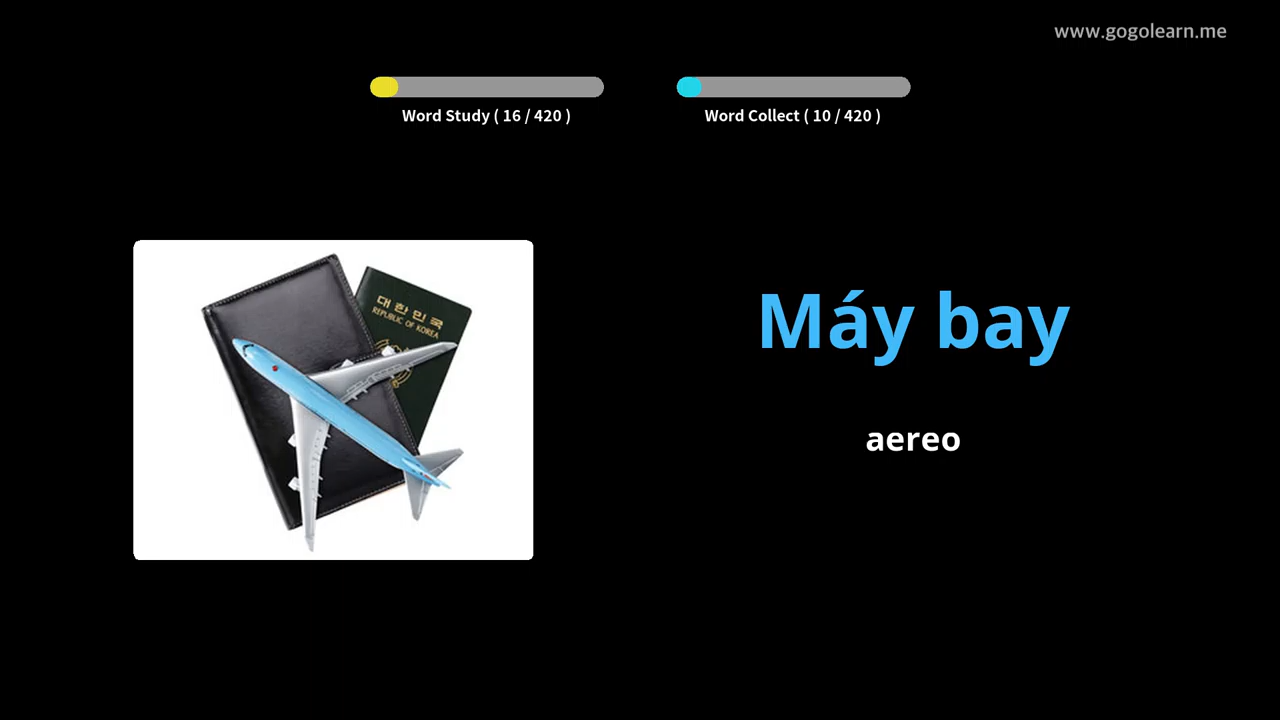 www.gogolearn.me
Word Study ( 16 / 420 )
Word Collect ( 10 / 420 )
대한민국
REPUBLIC OF KOREA
Máy bay
aereo